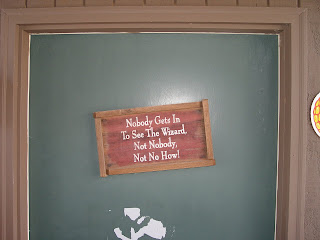 Nobody Gets In
To See The Wizard.
Not Nobody,
Not No How!